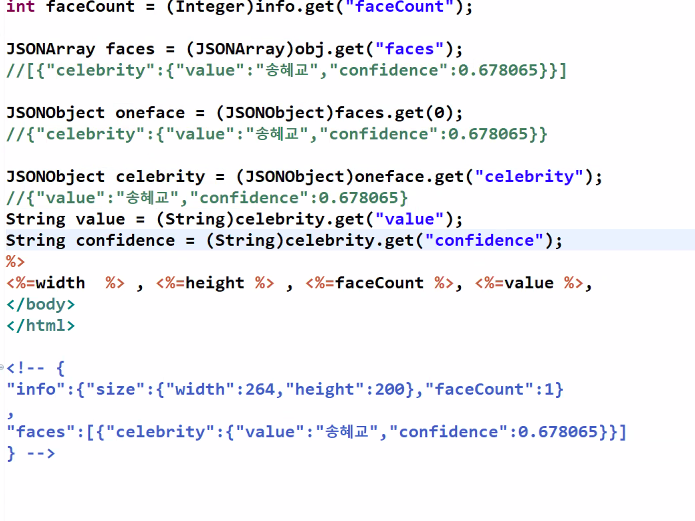 int faceCount = (Integer)info.get("faceCount");
JSONArray faces = (JSONArray)obj.get("faces");
//[{"celebrity":{"value":"송혜교","confidence":0.678065}}]
JSONObject oneface = (JSONObject)faces.get(0);
//{"celebrity":{"value":"송혜교","confidence":0.678065}}
JSONObject celebrity = (JSONObject)oneface.get("celebrity");
//{"value":"송혜교","confidence":0.678065}
String value = (String)celebrity.get("value");
String confidence = (String)celebrity.get("confidence");
%>
<%=width  %> , <%=height %> , <%=faceCount %>, <%=value %>,
</body>
</html>
<!-- {
"info":{"size":{"width":264,"height":200},"faceCount":1}
,
"faces":[{"celebrity":{"value":"송혜교","confidence":0.678065}}]
} -->